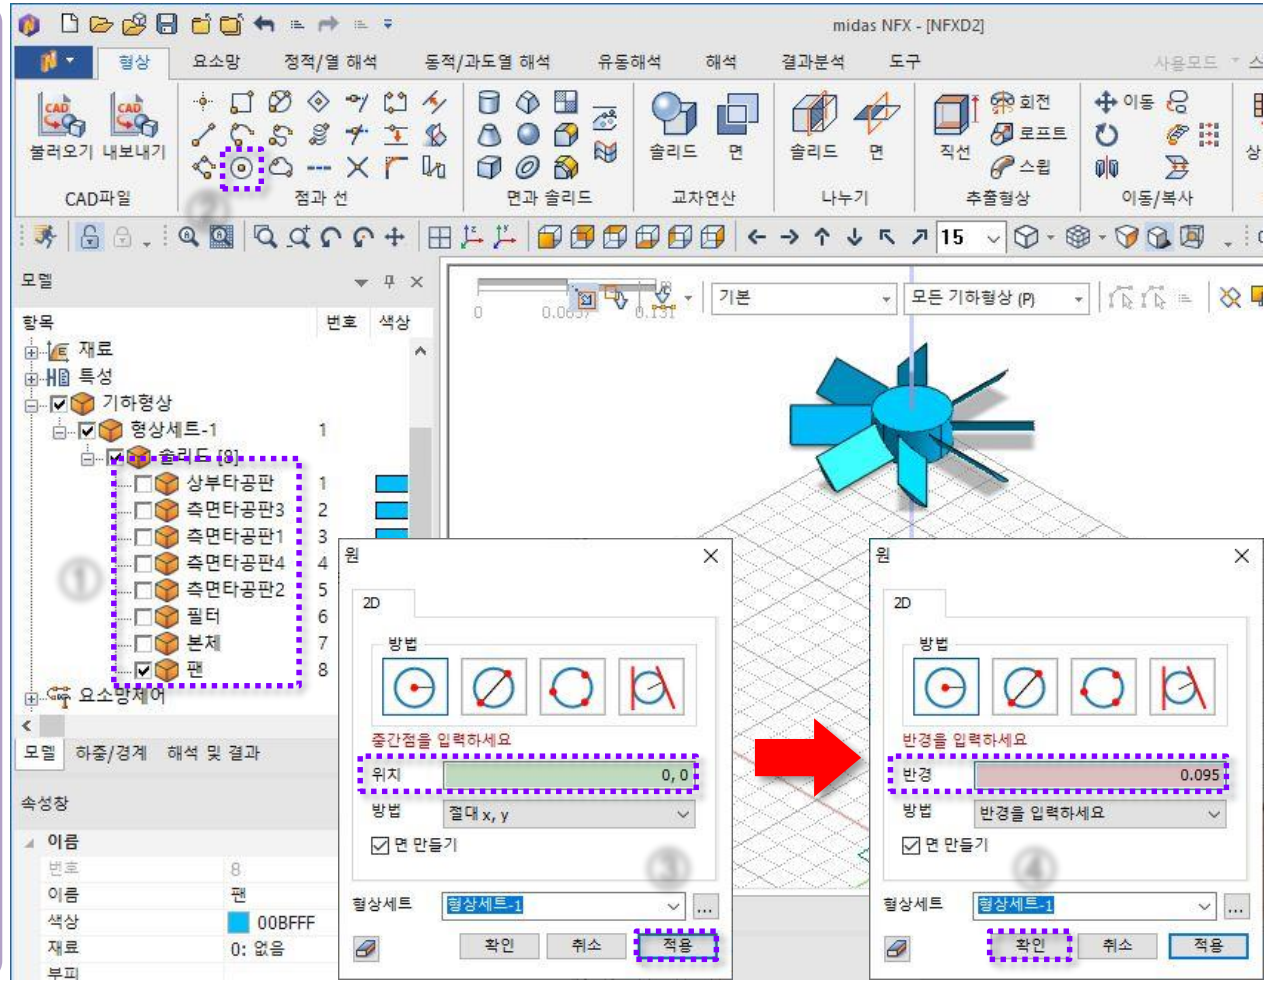 midas NFX - [NFXD2]
형상 요소망 정적/열 해석 동적/과도열 해석 유동해석 해석 결과분석 도구 사용모드 스
CAD CAD
불러오기 내보내기
솔리드 면 솔리드 면 직선
회전
로프트
스윕
이동
상
CAD파일 점과 선 면과 솔리드 교차연산 나누기 추출형상 이동/복사
②
15
모델
기본 모든 기하형상 (P)
0 0.0657 0.131
항목 번호 색상
재료
특성
기하형상
형상세트-1 1
솔리드 [8]
상부타공판 1
측면타공판3 2
측면타공판1 3
측면타공판4 4
측면타공판2 5
필터 6
본체 7
팬 8
①
요소망제어
모델 하중/경계 해석 및 결과
속성창
이름
번호 8
이름 팬
색상 00BFFF
재료 0: 없음
부피
원
2D
방법
중간점을 입력하세요
위치 0, 0
방법 절대 x, y
면 만들기
③
형상세트 형상세트-1 ...
확인 취소 적용
원
2D
방법
반경을 입력하세요
반경 0.095
방법 반경을 입력하세요
면 만들기
④
형상세트 형상세트-1 ...
확인 취소 적용